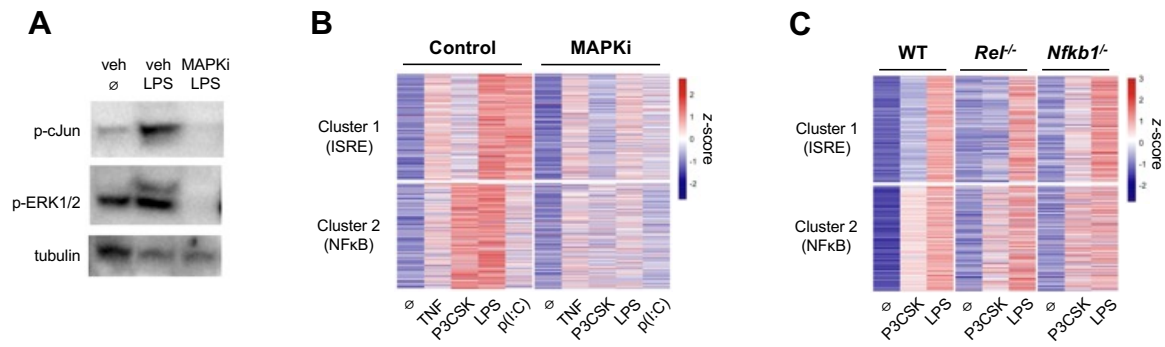 A
veh veh MAPKi
∅ LPS LPS
p-cJun
p-ERK1/2
tubulin
B
Control MAPKi
Cluster 1
(ISRE)
Cluster 2
(NFκB)
∅ TNF P3CSK LPS p(I:C) ∅ TNF P3CSK LPS p(I:C)
2
1
0
-1
-2
z-score
C
WT Rel-/- Nfkb1/-
Cluster 1
(ISRE)
Cluster 2
(NFκB)
∅ P3CSK LPS ∅ P3CSK LPS ∅ P3CSK LPS
3
2
1
0
-1
-2
z-score